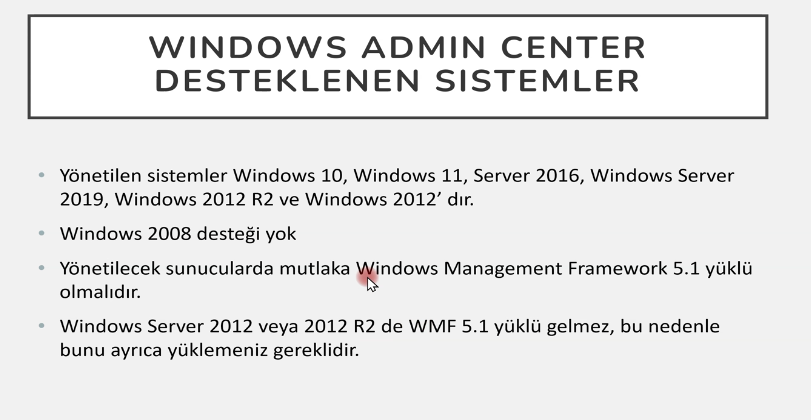 WINDOWS ADMIN CENTER
DESTEKLENEN SISTEMLER
• Yönetilen sistemler Windows 10, Windows 11, Server 2016, Windows Server
2019, Windows 2012 R2 ve Windows 2012’ dır.
• Windows 2008 desteği yok
• Yönetilecek sunucularda mutlaka Windows Management Framework 5.1 yüklü
olmalıdır.
• Windows Server 2012 veya 2012 R2 de WMF 5.1 yüklü gelmez, bu nedenle
bunu ayrıca yüklemeniz gereklidir.